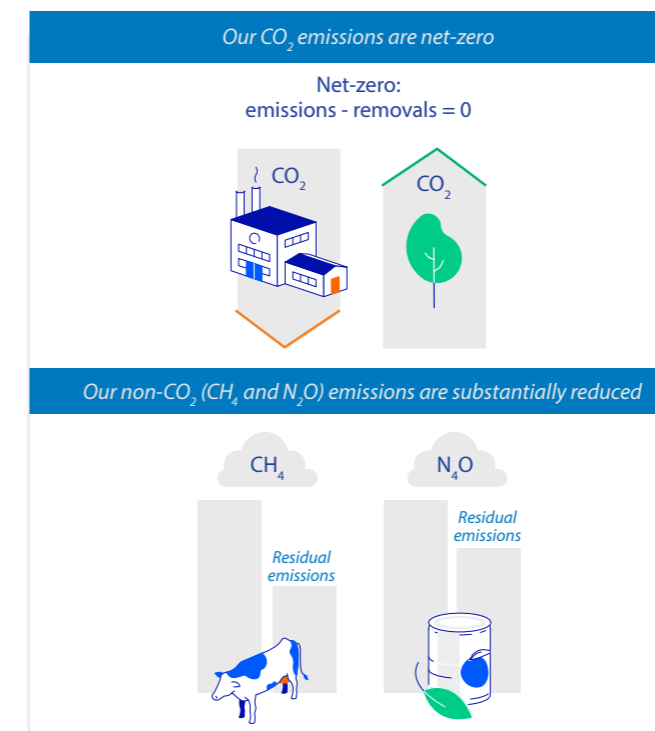 Our CO₂ emissions are net-zero
Net-zero:
emissions - removals = 0
CO₂
CO₂
Our non-CO₂ (CH₄ and N₂O) emissions are substantially reduced
CH₄
N₄O
Residual
emissions
Residual
emissions